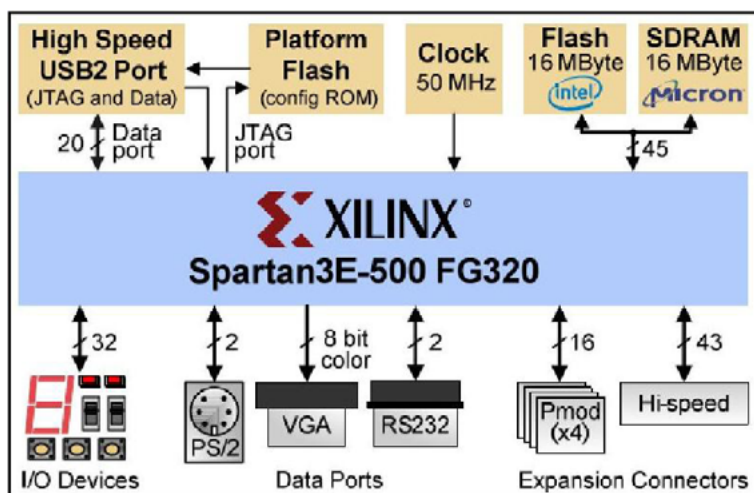 High Speed
USB2 Port
(JTAG and Data)
Platform
Flash
(config ROM)
Clock
50 MHz
Flash
16 MByte
intel
SDRAM
16 MByte
Micron
20
Data
port
JTAG
port
45
XILINX®
Spartan3E-500 FG320
32
2
8 bit
color
2
16
43
PS/2
VGA
RS232
Pmod
(x4)
Hi-speed
I/O Devices
Data Ports
Expansion Connectors